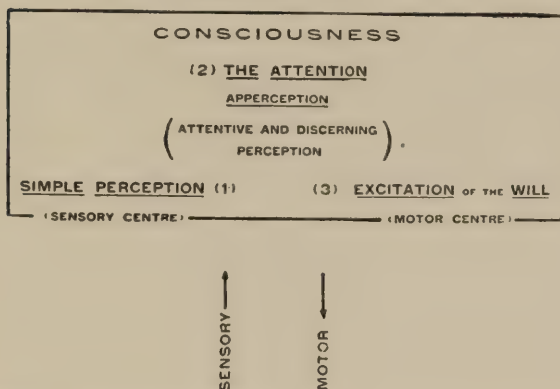 CONSCIOUSNESS
(2) THE ATTENTION
APPERCEPTION
(ATTENTIVE AND DISCERNING
PERCEPTION).
SIMPLE PERCEPTION (1) (3) EXCITATION OF THE WILL
(SENSORY CENTRE) (MOTOR CENTRE)
SENSORY
MOTOR